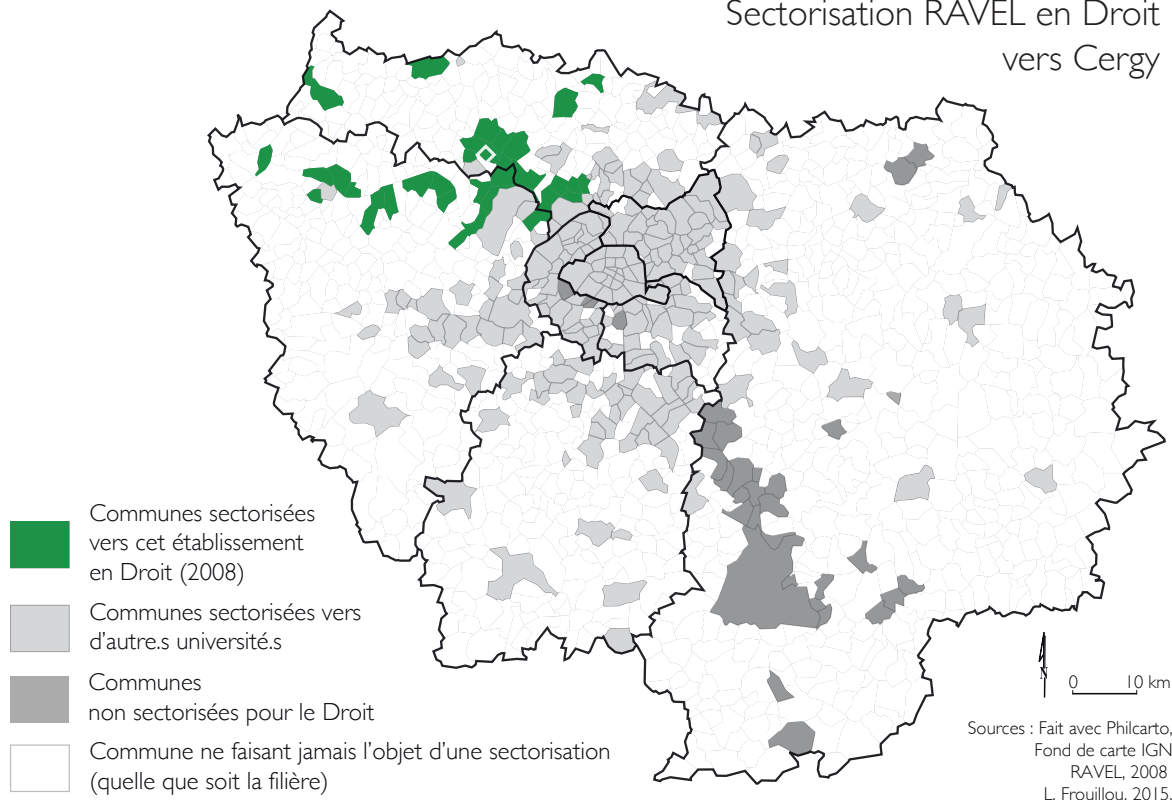 Sectorisation RAVEL en Droit
vers Cergy
Communes sectorisées
vers cet établissement
en Droit (2008)
Communes sectorisées vers
d'autre.s université.s
Communes
non sectorisées pour le Droit
Commune ne faisant jamais l'objet d'une sectorisation
(quelle que soit la filière)
N
0 10 km
Sources : Fait avec Philcarto,
Fond de carte IGN
RAVEL, 2008
L. Frouillou, 2015.